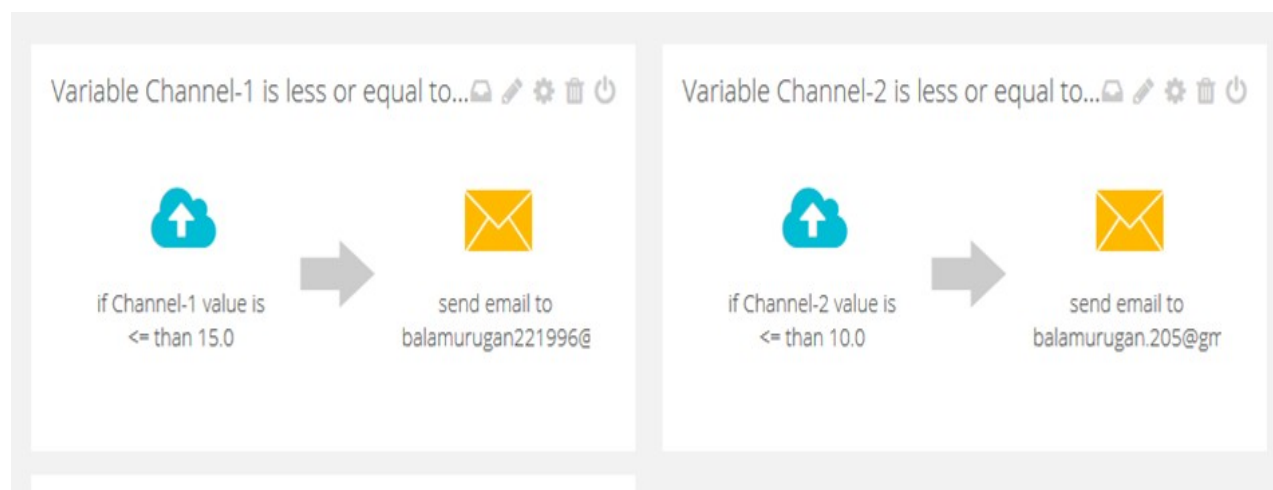 Variable Channel-1 is less or equal to...
if Channel-1 value is
<= than 15.0
send email to
balamurugan221996@
Variable Channel-2 is less or equal to...
if Channel-2 value is
<= than 10.0
send email to
balamurugan.205@gm